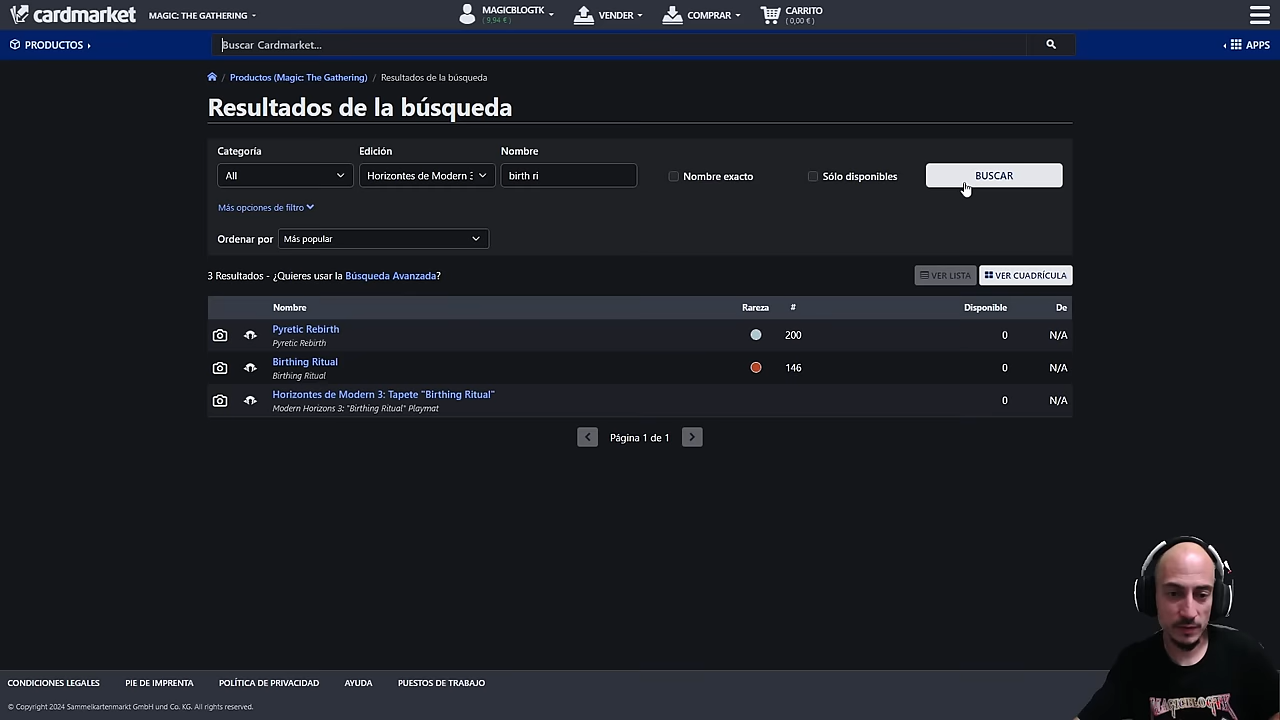 cardmarket
MAGIC: THE GATHERING
MAGICBLOGTK
(9,94 €)
VENDER
COMPRAR
CARRITO
(0,00 €)
PRODUCTOS
Buscar Cardmarket...
APPS
/ Productos (Magic: The Gathering) / Resultados de la búsqueda
Resultados de la búsqueda
Categoría
Edición
Nombre
All
Horizontes de Modern 3
birth ri
Nombre exacto
Sólo disponibles
BUSCAR
Más opciones de filtro
Ordenar por
Más popular
3 Resultados - ¿Quieres usar la Búsqueda Avanzada?
VER LISTA
VER CUADRÍCULA
Nombre Rareza # Disponible De
Pyretic Rebirth 200 0 N/A
Pyretic Rebirth
Birthing Ritual 146 0 N/A
Birthing Ritual
Horizontes de Modern 3: Tapete "Birthing Ritual" 0 N/A
Modern Horizons 3: "Birthing Ritual" Playmat
Página 1 de 1
CONDICIONES LEGALES
PIE DE IMPRENTA
POLÍTICA DE PRIVACIDAD
AYUDA
PUESTOS DE TRABAJO
© Copyright 2024 Sammelkartenmarkt GmbH und Co. KG. All rights reserved.
MAGICBLOGTK